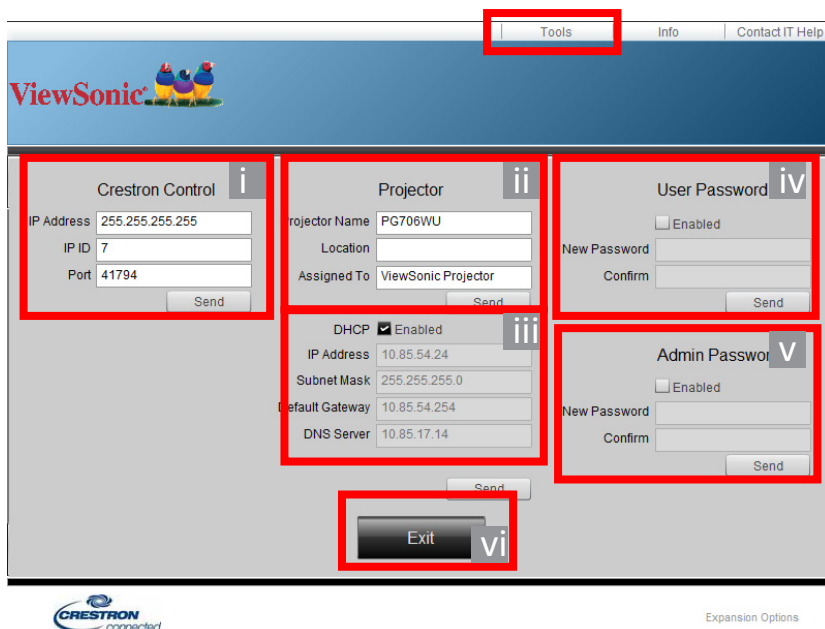 Tools Info Contact IT Help
ViewSonic
i
Crestron Control
IP Address 255.255.255.255
IP ID 7
Port 41794
Send
ii
Projector
Projector Name PG706WU
Location
Assigned To ViewSonic Projector
Send
iii
DHCP Enabled
IP Address 10.85.54.24
Subnet Mask 255.255.255.0
Default Gateway 10.85.54.254
DNS Server 10.85.17.14
Send
iv
User Password
Enabled
New Password
Confirm
Send
v
Admin Password
Enabled
New Password
Confirm
Send
Exit
vi
CRESTRON
connected
Expansion Options